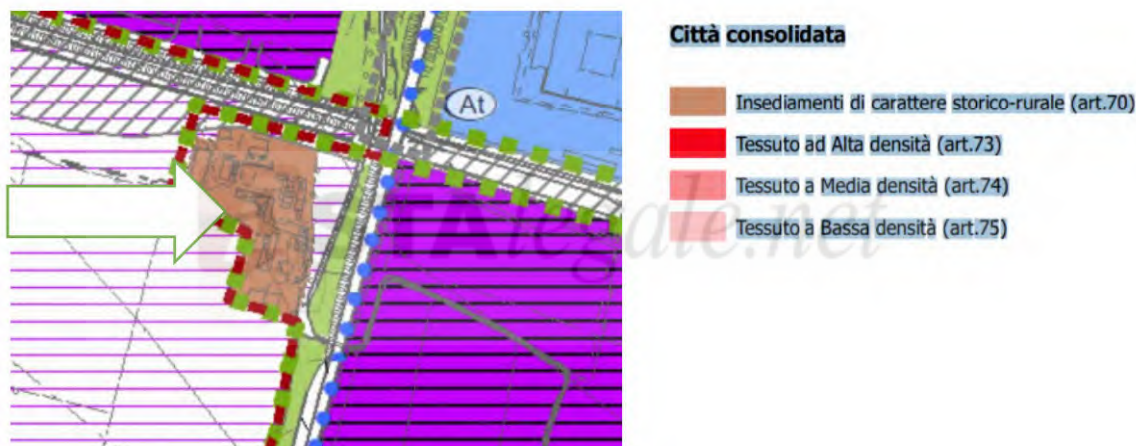 At
Città consolidata
Insediamenti di carattere storico-rurale (art.70)
Tessuto ad Alta densità (art.73)
Tessuto a Media densità (art.74)
Tessuto a Bassa densità (art.75)